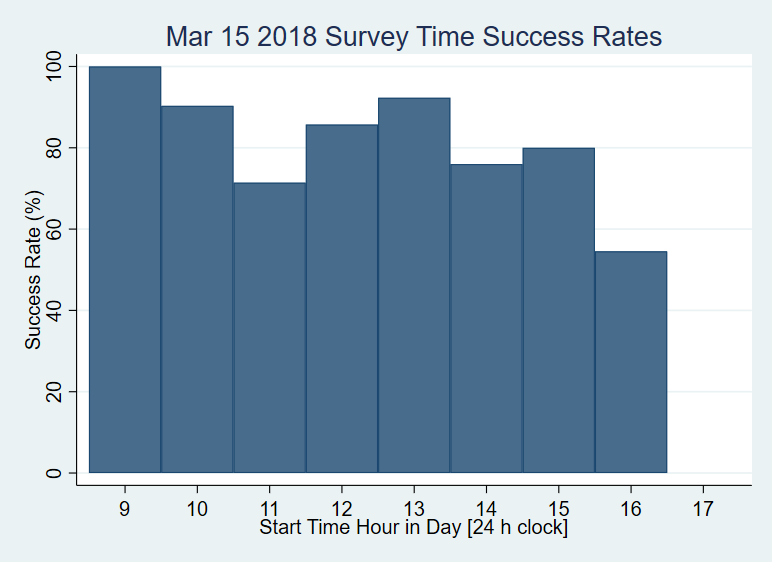 Mar 15 2018 Survey Time Success Rates
Success Rate (%)
100
80
60
40
20
0
9 10 11 12 13 14 15 16 17
Start Time Hour in Day [24 h clock]